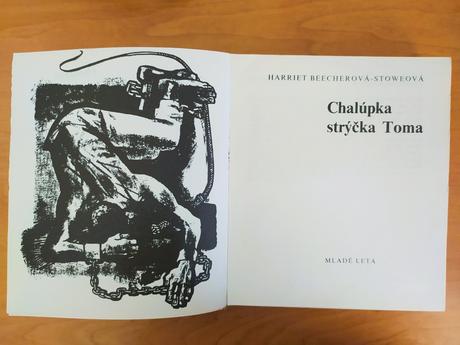 HARRIET BEECHEROVÁ-STOWEOVÁ
Chalúpka
strýčka Toma
MLADÉ LETÁ